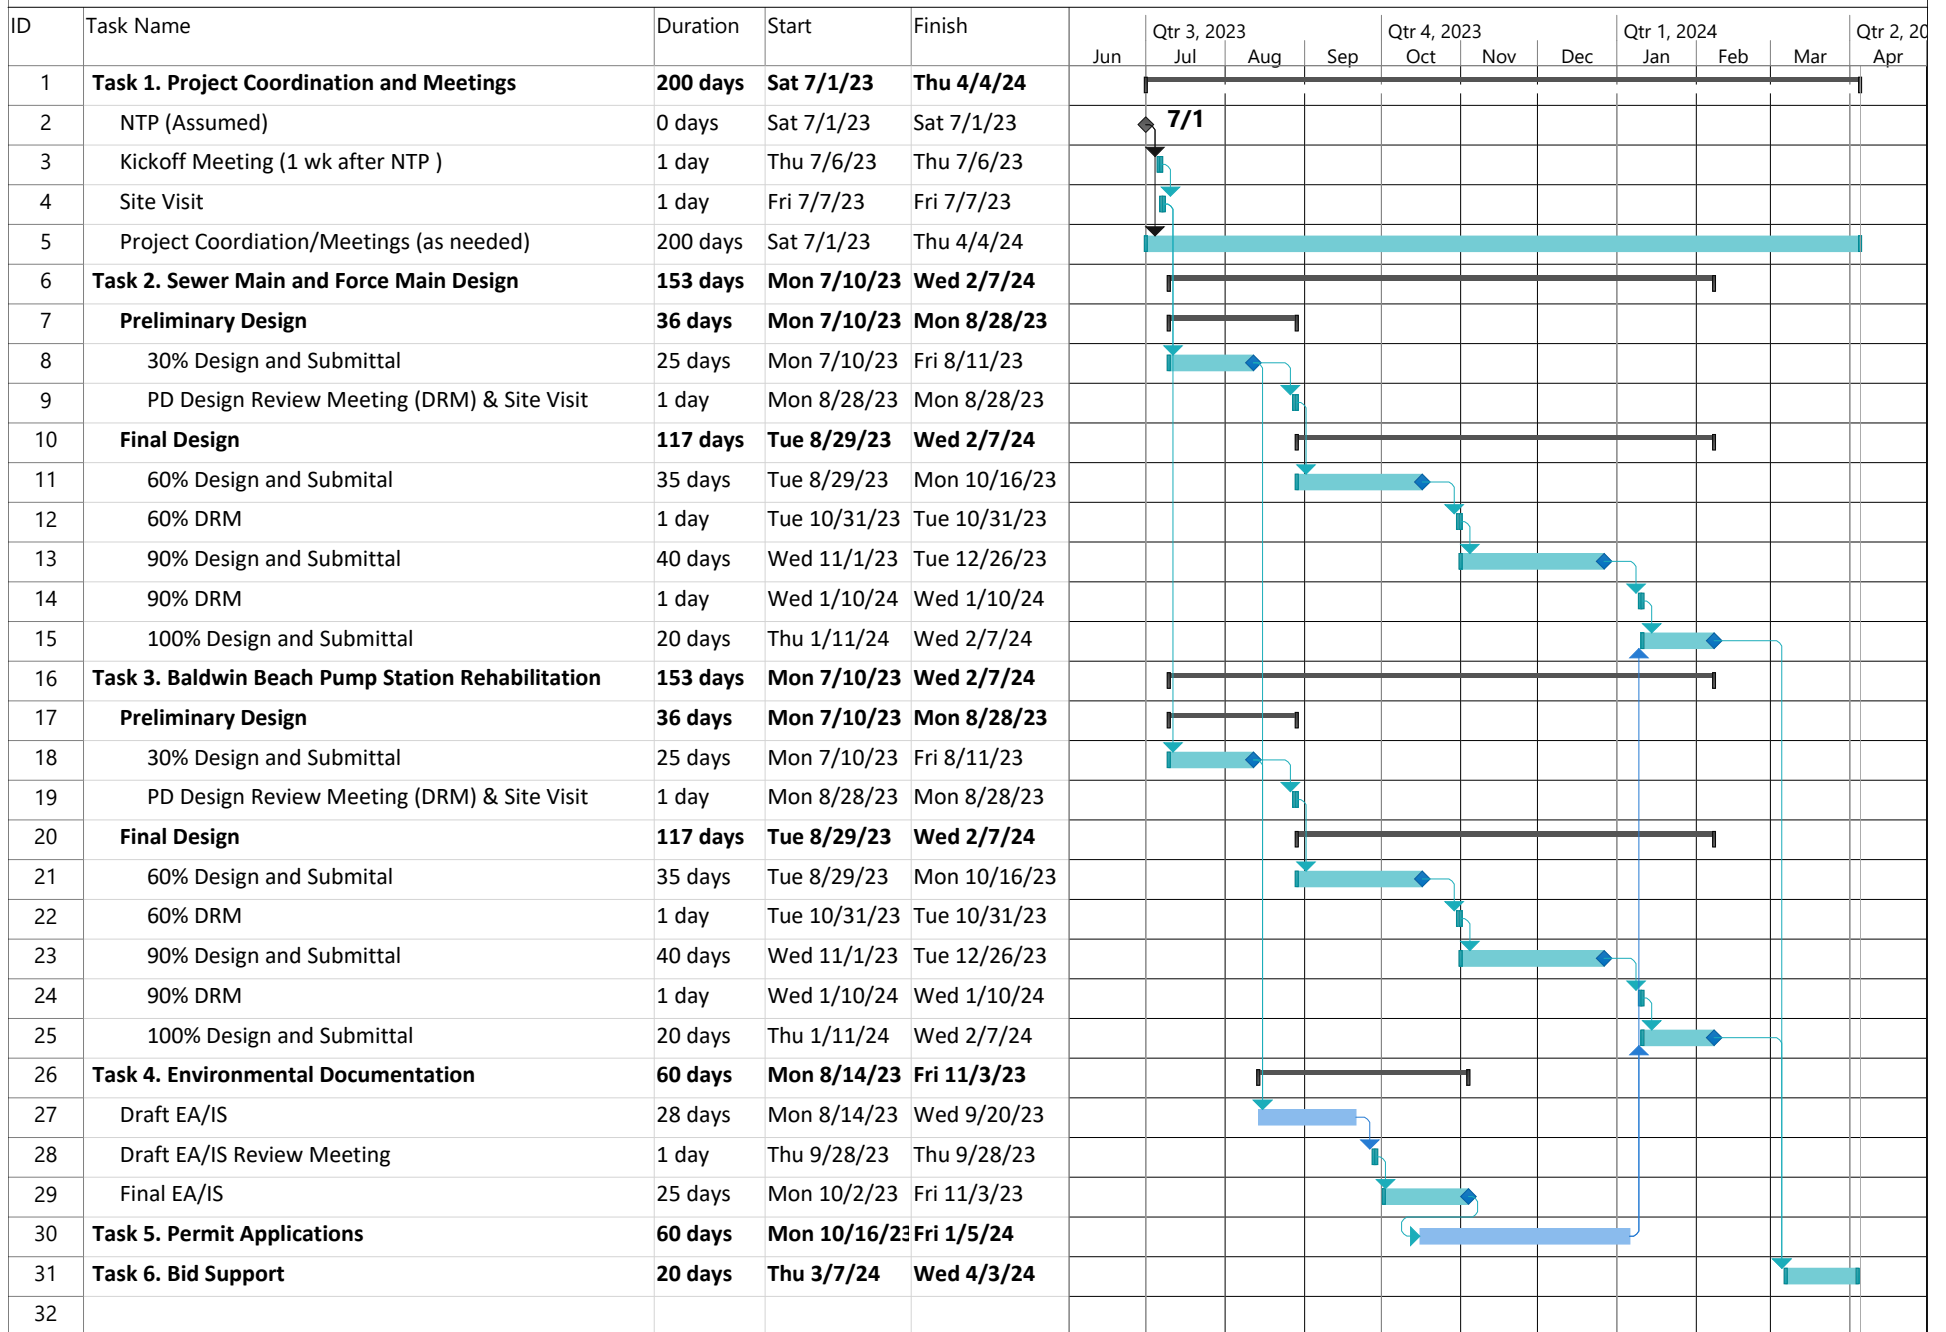 ID Task Name Duration Start Finish
Qtr 3, 2023 Qtr 4, 2023 Qtr 1, 2024 Qtr 2, 20
Jun Jul Aug Sep Oct Nov Dec Jan Feb Mar Apr
1 Task 1. Project Coordination and Meetings 200 days Sat 7/1/23 Thu 4/4/24
2 NTP (Assumed) 0 days Sat 7/1/23 Sat 7/1/23 7/1
3 Kickoff Meeting (1 wk after NTP ) 1 day Thu 7/6/23 Thu 7/6/23
4 Site Visit 1 day Fri 7/7/23 Fri 7/7/23
5 Project Coordiation/Meetings (as needed) 200 days Sat 7/1/23 Thu 4/4/24
6 Task 2. Sewer Main and Force Main Design 153 days Mon 7/10/23 Wed 2/7/24
7 Preliminary Design 36 days Mon 7/10/23 Mon 8/28/23
8 30% Design and Submittal 25 days Mon 7/10/23 Fri 8/11/23
9 PD Design Review Meeting (DRM) & Site Visit 1 day Mon 8/28/23 Mon 8/28/23
10 Final Design 117 days Tue 8/29/23 Wed 2/7/24
11 60% Design and Submital 35 days Tue 8/29/23 Mon 10/16/23
12 60% DRM 1 day Tue 10/31/23 Tue 10/31/23
13 90% Design and Submittal 40 days Wed 11/1/23 Tue 12/26/23
14 90% DRM 1 day Wed 1/10/24 Wed 1/10/24
15 100% Design and Submittal 20 days Thu 1/11/24 Wed 2/7/24
16 Task 3. Baldwin Beach Pump Station Rehabilitation 153 days Mon 7/10/23 Wed 2/7/24
17 Preliminary Design 36 days Mon 7/10/23 Mon 8/28/23
18 30% Design and Submittal 25 days Mon 7/10/23 Fri 8/11/23
19 PD Design Review Meeting (DRM) & Site Visit 1 day Mon 8/28/23 Mon 8/28/23
20 Final Design 117 days Tue 8/29/23 Wed 2/7/24
21 60% Design and Submital 35 days Tue 8/29/23 Mon 10/16/23
22 60% DRM 1 day Tue 10/31/23 Tue 10/31/23
23 90% Design and Submittal 40 days Wed 11/1/23 Tue 12/26/23
24 90% DRM 1 day Wed 1/10/24 Wed 1/10/24
25 100% Design and Submittal 20 days Thu 1/11/24 Wed 2/7/24
26 Task 4. Environmental Documentation 60 days Mon 8/14/23 Fri 11/3/23
27 Draft EA/IS 28 days Mon 8/14/23 Wed 9/20/23
28 Draft EA/IS Review Meeting 1 day Thu 9/28/23 Thu 9/28/23
29 Final EA/IS 25 days Mon 10/2/23 Fri 11/3/23
30 Task 5. Permit Applications 60 days Mon 10/16/23 Fri 1/5/24
31 Task 6. Bid Support 20 days Thu 3/7/24 Wed 4/3/24
32